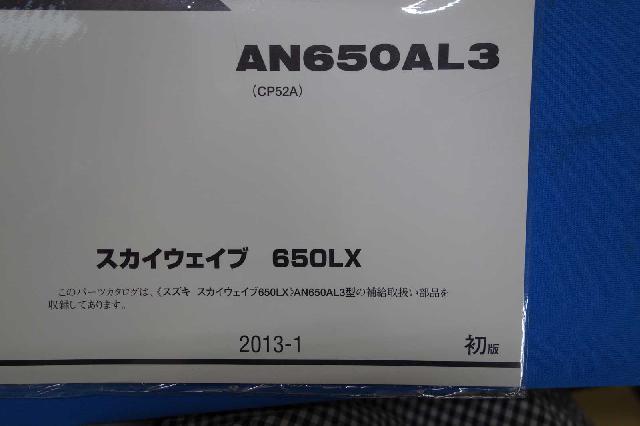 AN650AL3
(CP52A)
スカイウェイブ 650LX
このパーツカタログは、《スズキ スカイウェイブ650LX》AN650AL3型の補給取扱い部品を
収録してあります。
2013-1 初版